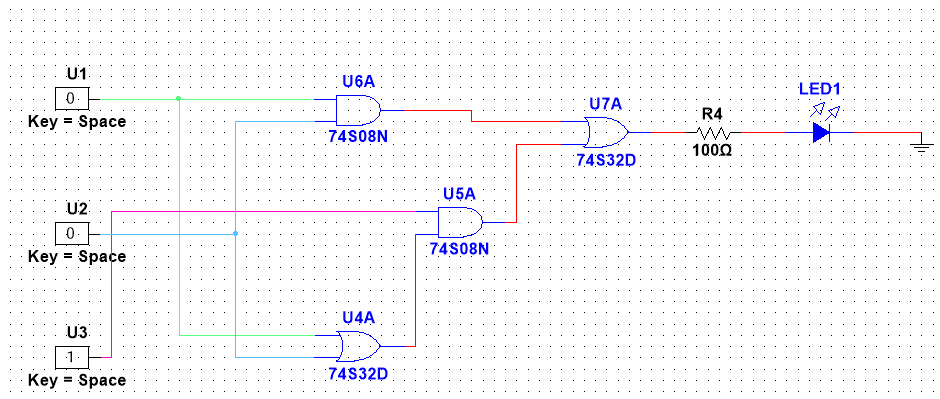 U1
0
Key = Space
U6A
74S08N
U7A
74S32D
R4
100Ω
LED1
U5A
74S08N
U2
0
Key = Space
U4A
74S32D
U3
1
Key = Space